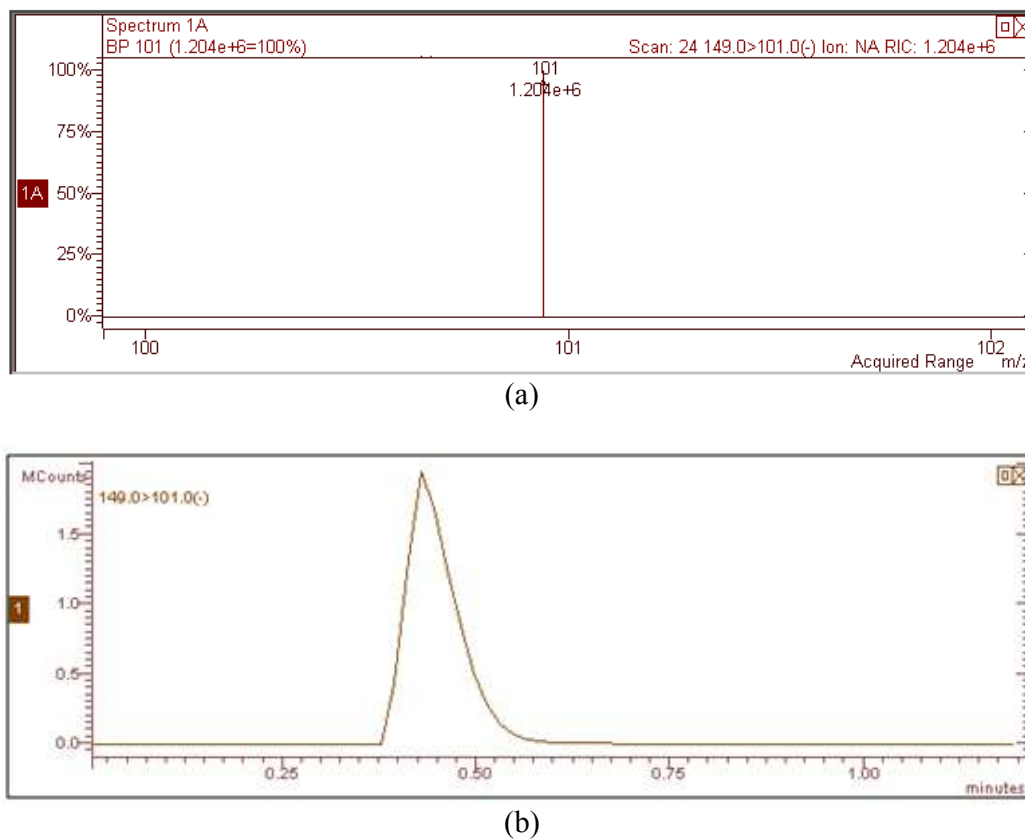 Spectrum 1A
BP 101 (1.204e+6=100%)
Scan: 24 149.0>101.0(-) Ion: NA RIC: 1.204e+6
101
1.204e+6
100%
75%
50%
25%
0%
1A
100 101 102
Acquired Range m/z
(a)
MCounts
149.0>101.0(-)
1.5
1.0
0.5
0.0
1
0.25 0.50 0.75 1.00
minutes
(b)